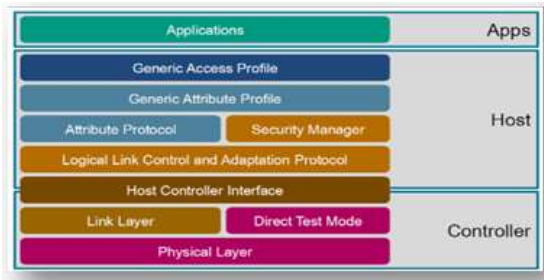 Applications
Apps
Generic Access Profile
Generic Attribute Profile
Host
Attribute Protocol
Security Manager
Logical Link Control and Adaptation Protocol
Host Controller Interface
Link Layer
Direct Test Mode
Controller
Physical Layer